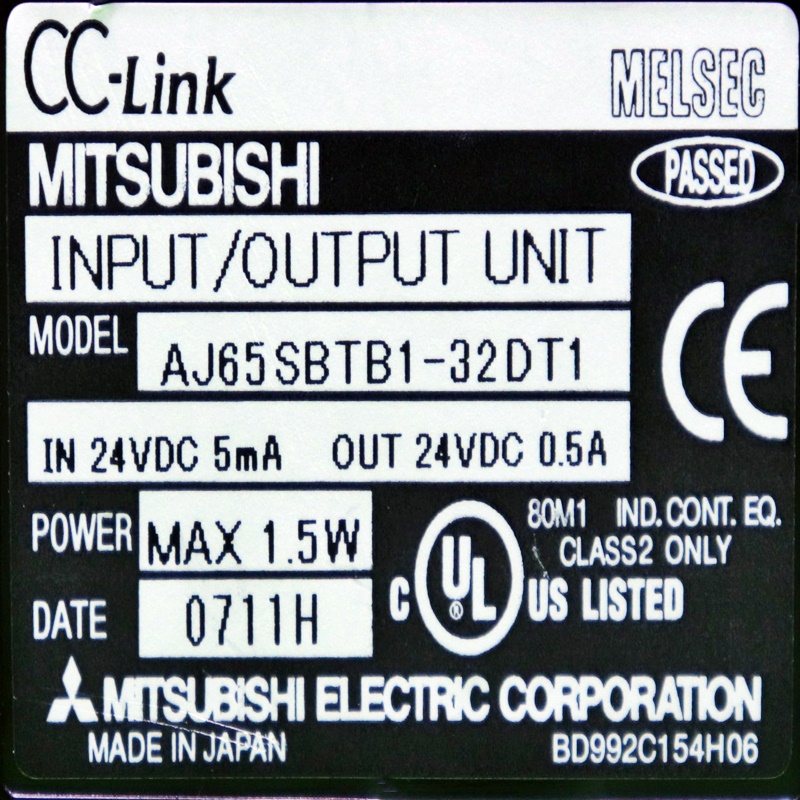 CC-Link MELSEC
MITSUBISHI PASSED
INPUT/OUTPUT UNIT
CE
MODEL AJ65SBTB1-32DT1
IN 24VDC 5mA OUT 24VDC 0.5A
POWER MAX 1.5W
DATE 0711H
C UL ® US LISTED
80M1 IND. CONT. EQ.
CLASS2 ONLY
MITSUBISHI ELECTRIC CORPORATION
MADE IN JAPAN BD992C154H06